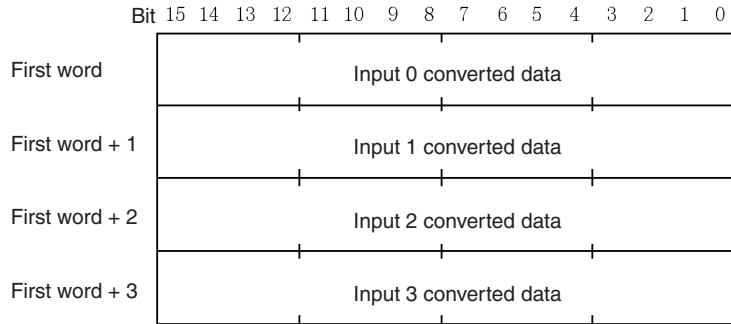 Bit 15 14 13 12 11 10 9 8 7 6 5 4 3 2 1 0
First word Input 0 converted data
First word + 1 Input 1 converted data
First word + 2 Input 2 converted data
First word + 3 Input 3 converted data